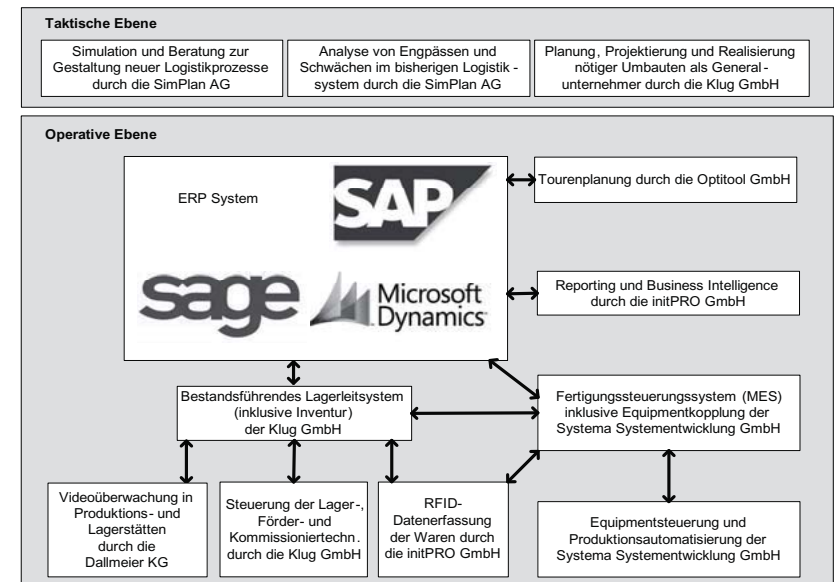 Taktische Ebene
Simulation und Beratung zur
Gestaltung neuer Logistikprozesse
durch die SimPlan AG
Analyse von Engpässen und
Schwächen im bisherigen Logistik -
system durch die SimPlan AG
Planung, Projektierung und Realisierung
nötiger Umbauten als General -
unternehmer durch die Klug GmbH
Operative Ebene
ERP System
SAP
sage
Microsoft
Dynamics
Tourenplanung durch die Optitool GmbH
Reporting und Business Intelligence
durch die initPRO GmbH
Bestandsführendes Lagerleitsystem
(inklusive Inventur)
der Klug GmbH
Fertigungssteuerungssystem (MES)
inklusive Equipmentkopplung der
Systema Systementwicklung GmbH
Videoüberwachung in
Produktions- und
Lagerstätten
durch die
Dallmeier KG
Steuerung der Lager-,
Förder- und
Kommissioniertechn.
durch die Klug GmbH
RFID-
Datenerfassung
der Waren durch
die initPRO GmbH
Equipmentsteuerung und
Produktionsautomatisierung der
Systema Systementwicklung GmbH